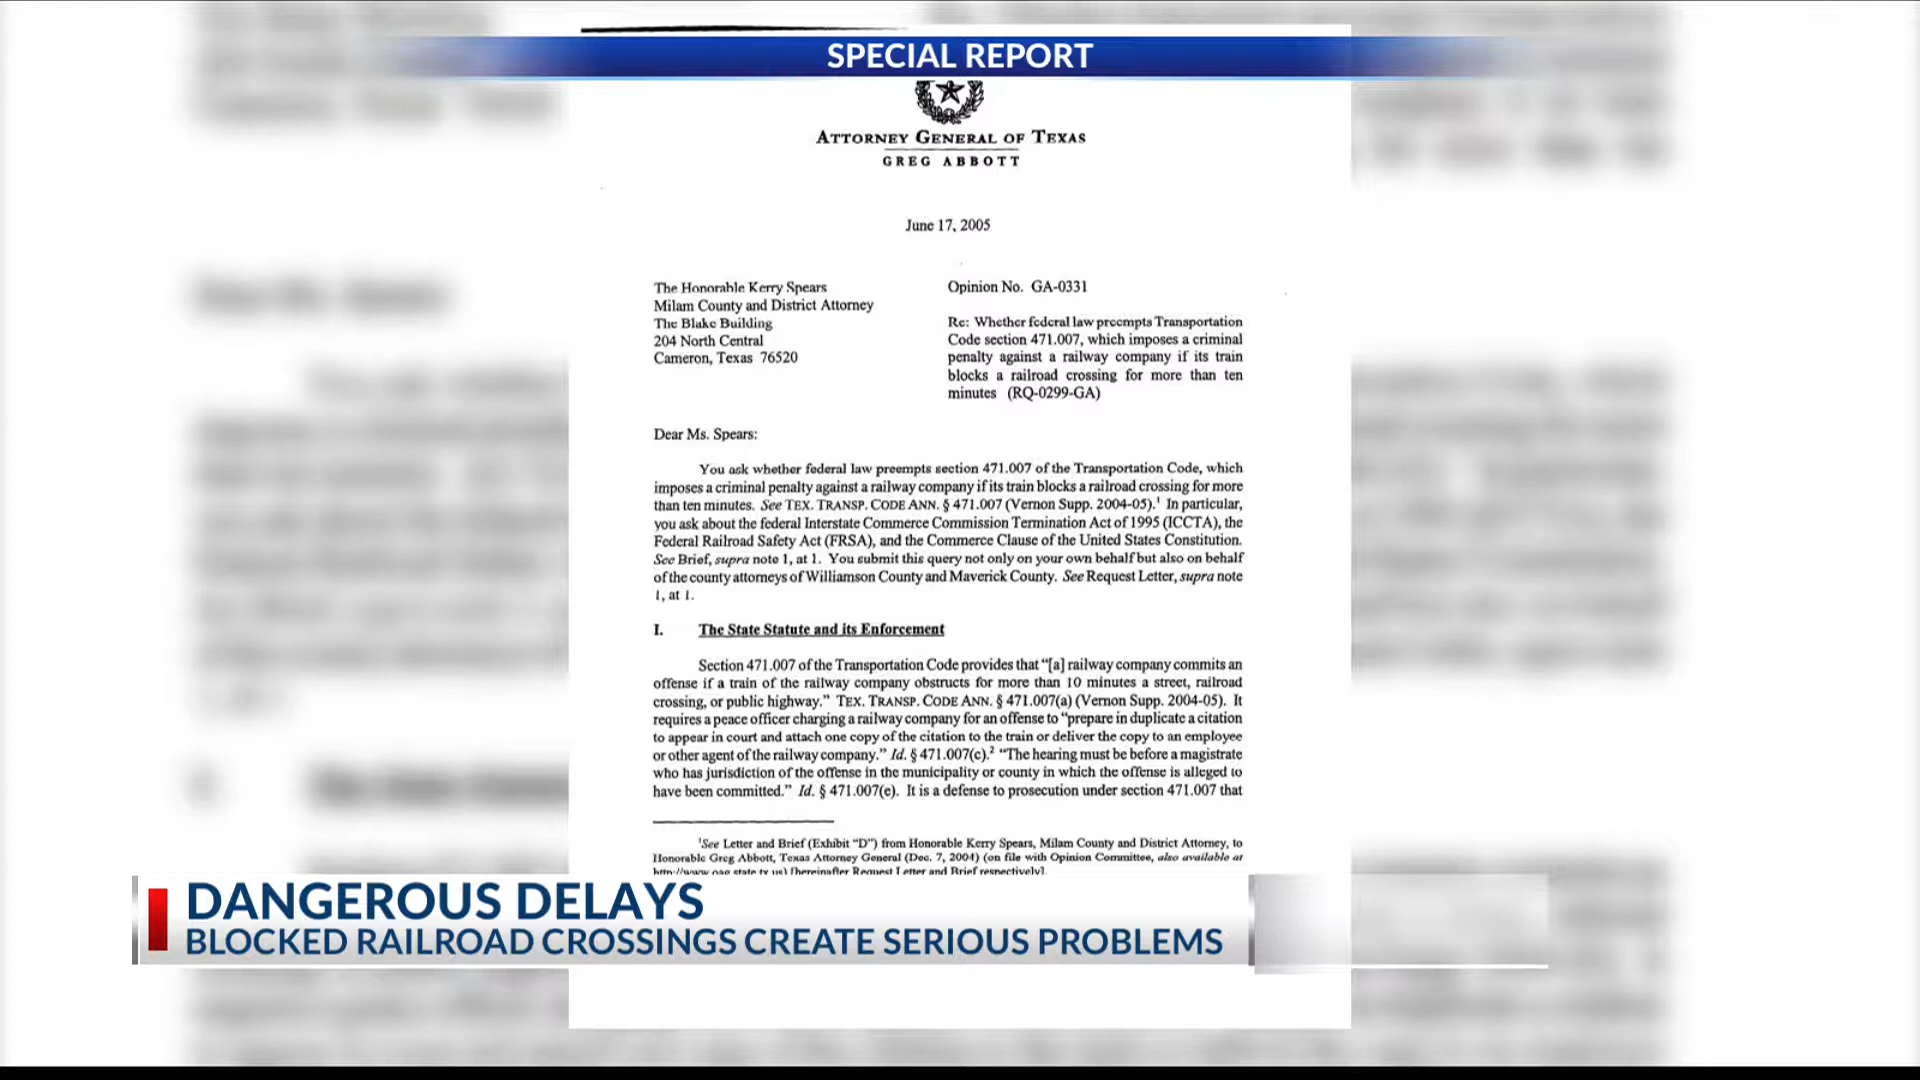 SPECIAL REPORT
ATTORNEY GENERAL OF TEXAS
GREG ABBOTT
June 17, 2005
The Honorable Kerry Spears
Milam County and District Attorney
The Blake Building
204 North Central
Cameron, Texas 76520
Opinion No. GA-0331
Re: Whether federal law preempts Transportation
Code section 471.007, which imposes a criminal
penalty against a railway company if its train
blocks a railroad crossing for more than ten
minutes (RQ-0299-GA)
Dear Ms. Spears:
You ask whether federal law preempts section 471.007 of the Transportation Code, which
imposes a criminal penalty against a railway company if its train blocks a railroad crossing for more
than ten minutes. See TEX. TRANSP. CODE ANN. § 471.007 (Vernon Supp. 2004-05).¹ In particular,
you ask about the federal Interstate Commerce Commission Termination Act of 1995 (ICCTA), the
Federal Railroad Safety Act (FRSA), and the Commerce Clause of the United States Constitution.
See Brief, supra note 1, at 1. You submit this query not only on your own behalf but also on behalf
of the county attorneys of Williamson County and Maverick County. See Request Letter, supra note
1, at 1.
I. The State Statute and its Enforcement
Section 471.007 of the Transportation Code provides that “[a] railway company commits an
offense if a train of the railway company obstructs for more than 10 minutes a street, railroad
crossing, or public highway.” TEX. TRANSP. CODE ANN. § 471.007(a) (Vernon Supp. 2004-05). It
requires a peace officer charging a railway company for an offense to “prepare in duplicate a citation
to appear in court and attach one copy of the citation to the train or deliver the copy to an employee
or other agent of the railway company.” Id. § 471.007(c).² “The hearing must be before a magistrate
who has jurisdiction of the offense in the municipality or county in which the offense is alleged to
have been committed.” Id. § 471.007(e). It is a defense to prosecution under section 471.007 that
¹See Letter and Brief (Exhibit “D”) from Honorable Kerry Spears, Milam County and District Attorney, to
Honorable Greg Abbott, Texas Attorney General (Dec. 7, 2004) (on file with Opinion Committee, also available at
http://www.oag.state.tx.us) [hereinafter Request Letter and Brief respectively].
DANGEROUS DELAYS
BLOCKED RAILROAD CROSSINGS CREATE SERIOUS PROBLEMS